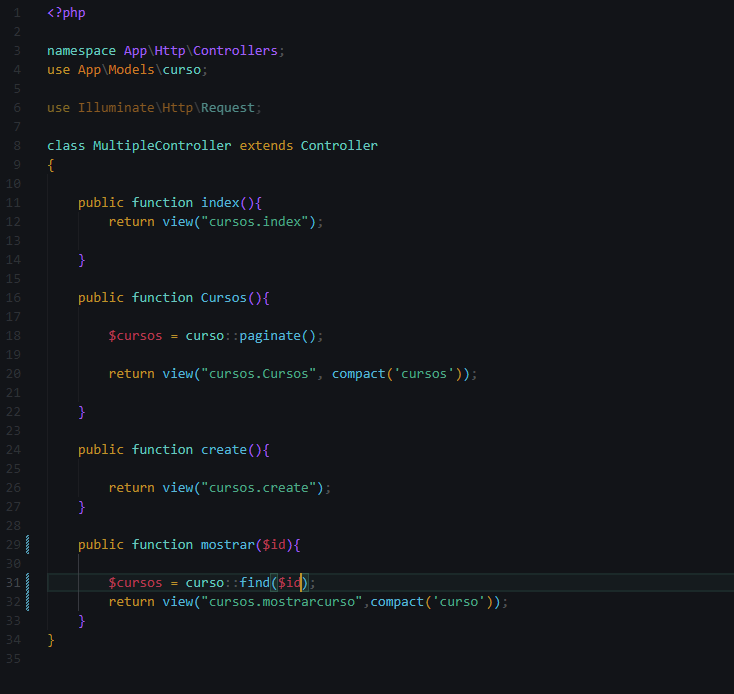 1 <?php
2
3 namespace App\Http\Controllers;
4 use App\Models\curso;
5
6 use Illuminate\Http\Request;
7
8 class MultipleController extends Controller
9 {
10
11     public function index(){
12         return view("cursos.index");
13
14     }
15
16     public function Cursos(){
17
18         $cursos = curso::paginate();
19
20         return view("cursos.Cursos", compact('cursos'));
21
22     }
23
24     public function create(){
25
26         return view("cursos.create");
27     }
28
29     public function mostrar($id){
30
31         $cursos = curso::find($id);
32         return view("cursos.mostrarcurso",compact('curso'));
33     }
34 }
35